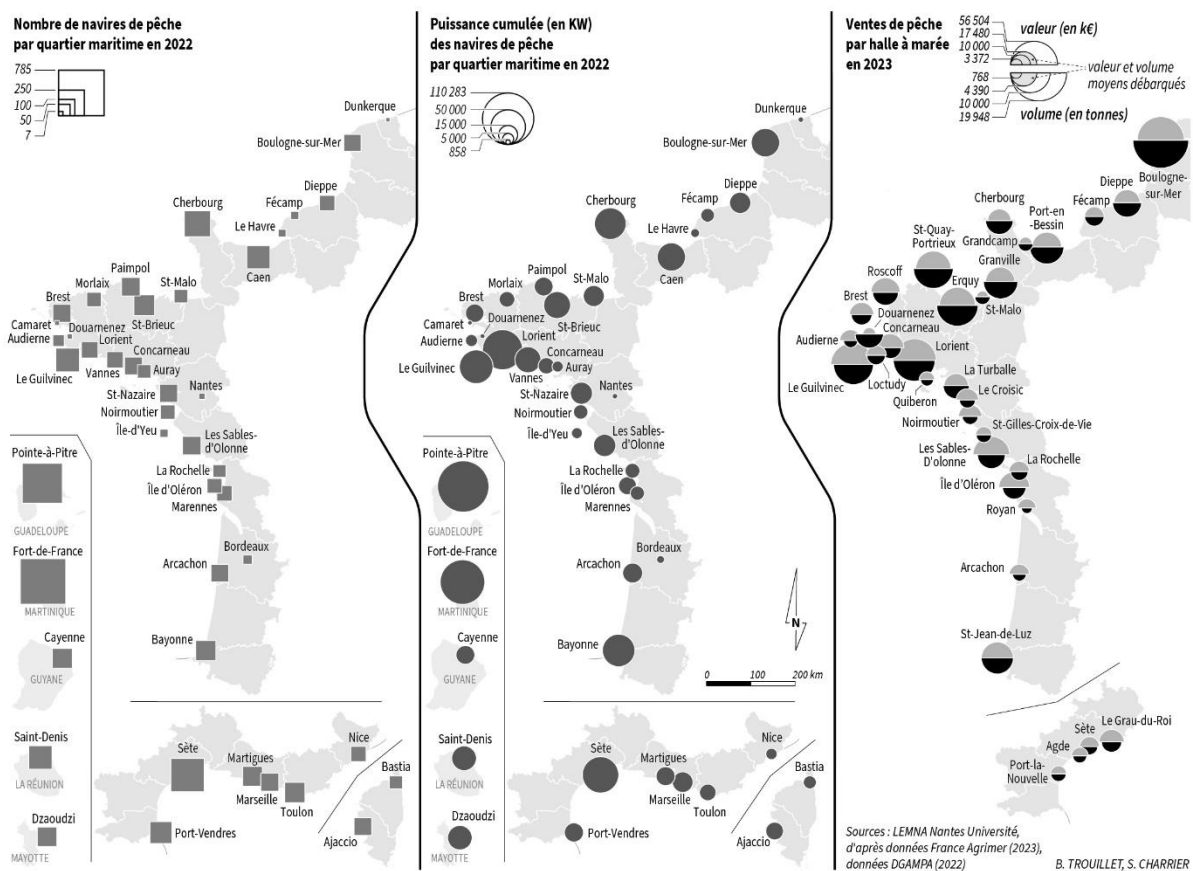 Nombre de navires de pêche
par quartier maritime en 2022
785
250
100
50
7
Dunkerque
Boulogne-sur-Mer
Dieppe
Fécamp
Cherbourg
Le Havre
Caen
Paimpol
Morlaix
St-Malo
Brest
St-Brieuc
Camaret
Douarnenez
Audierne
Lorient
Concarneau
Le Guilvinec
Vannes
Auray
Nantes
St-Nazaire
Noirmoutier
Île-d'Yeu
Les Sables-
d'Olonne
La Rochelle
Île d'Oléron
Marennes
Bordeaux
Arcachon
Bayonne
Pointe-à-Pitre
GUADELOUPE
Fort-de-France
MARTINIQUE
Cayenne
GUYANE
Saint-Denis
LA RÉUNION
Dzaoudzi
MAYOTTE
Sète
Martigues
Nice
Marseille
Toulon
Bastia
Port-Vendres
Ajaccio
Puissance cumulée (en KW)
des navires de pêche
par quartier maritime en 2022
110 283
50 000
15 000
5 000
858
Dunkerque
Boulogne-sur-Mer
Dieppe
Fécamp
Cherbourg
Le Havre
Caen
Paimpol
Morlaix
St-Malo
Brest
St-Brieuc
Camaret
Douarnenez
Audierne
Lorient
Concarneau
Le Guilvinec
Vannes
Auray
Nantes
St-Nazaire
Noirmoutier
Île-d'Yeu
Les Sables-
d'Olonne
La Rochelle
Île d'Oléron
Marennes
Bordeaux
Arcachon
Bayonne
N
0 100 200 km
Pointe-à-Pitre
GUADELOUPE
Fort-de-France
MARTINIQUE
Cayenne
GUYANE
Saint-Denis
LA RÉUNION
Dzaoudzi
MAYOTTE
Sète
Martigues
Nice
Marseille
Toulon
Bastia
Port-Vendres
Ajaccio
Ventes de pêche
par halle à marée
en 2023
56 504
17 480
10 000
3 372
valeur (en k€)
valeur et volume
moyens débarqués
768
4 390
10 000
19 948
volume (en tonnes)
Boulogne-
sur-Mer
Dieppe
Fécamp
Cherbourg
Port-en
-Bessin
Grandcamp
Granville
St-Quay-
Portrieux
Erquy
Roscoff
St-Malo
Brest
Douarnenez
Concarneau
Audierne
Lorient
Le Guilvinec
Loctudy
Quiberon
La Turballe
Le Croisic
Noirmoutier
St-Gilles-Croix-de-Vie
Les Sables-
D'olonne
La Rochelle
Île d'Oléron
Royan
Arcachon
St-Jean-de-Luz
Le Grau-du-Roi
Sète
Agde
Port-la-
Nouvelle
Sources : LEMNA Nantes Université,
d'après données France Agrimer (2023),
données DGAMPA (2022)
B. TROUILLET, S. CHARRIER